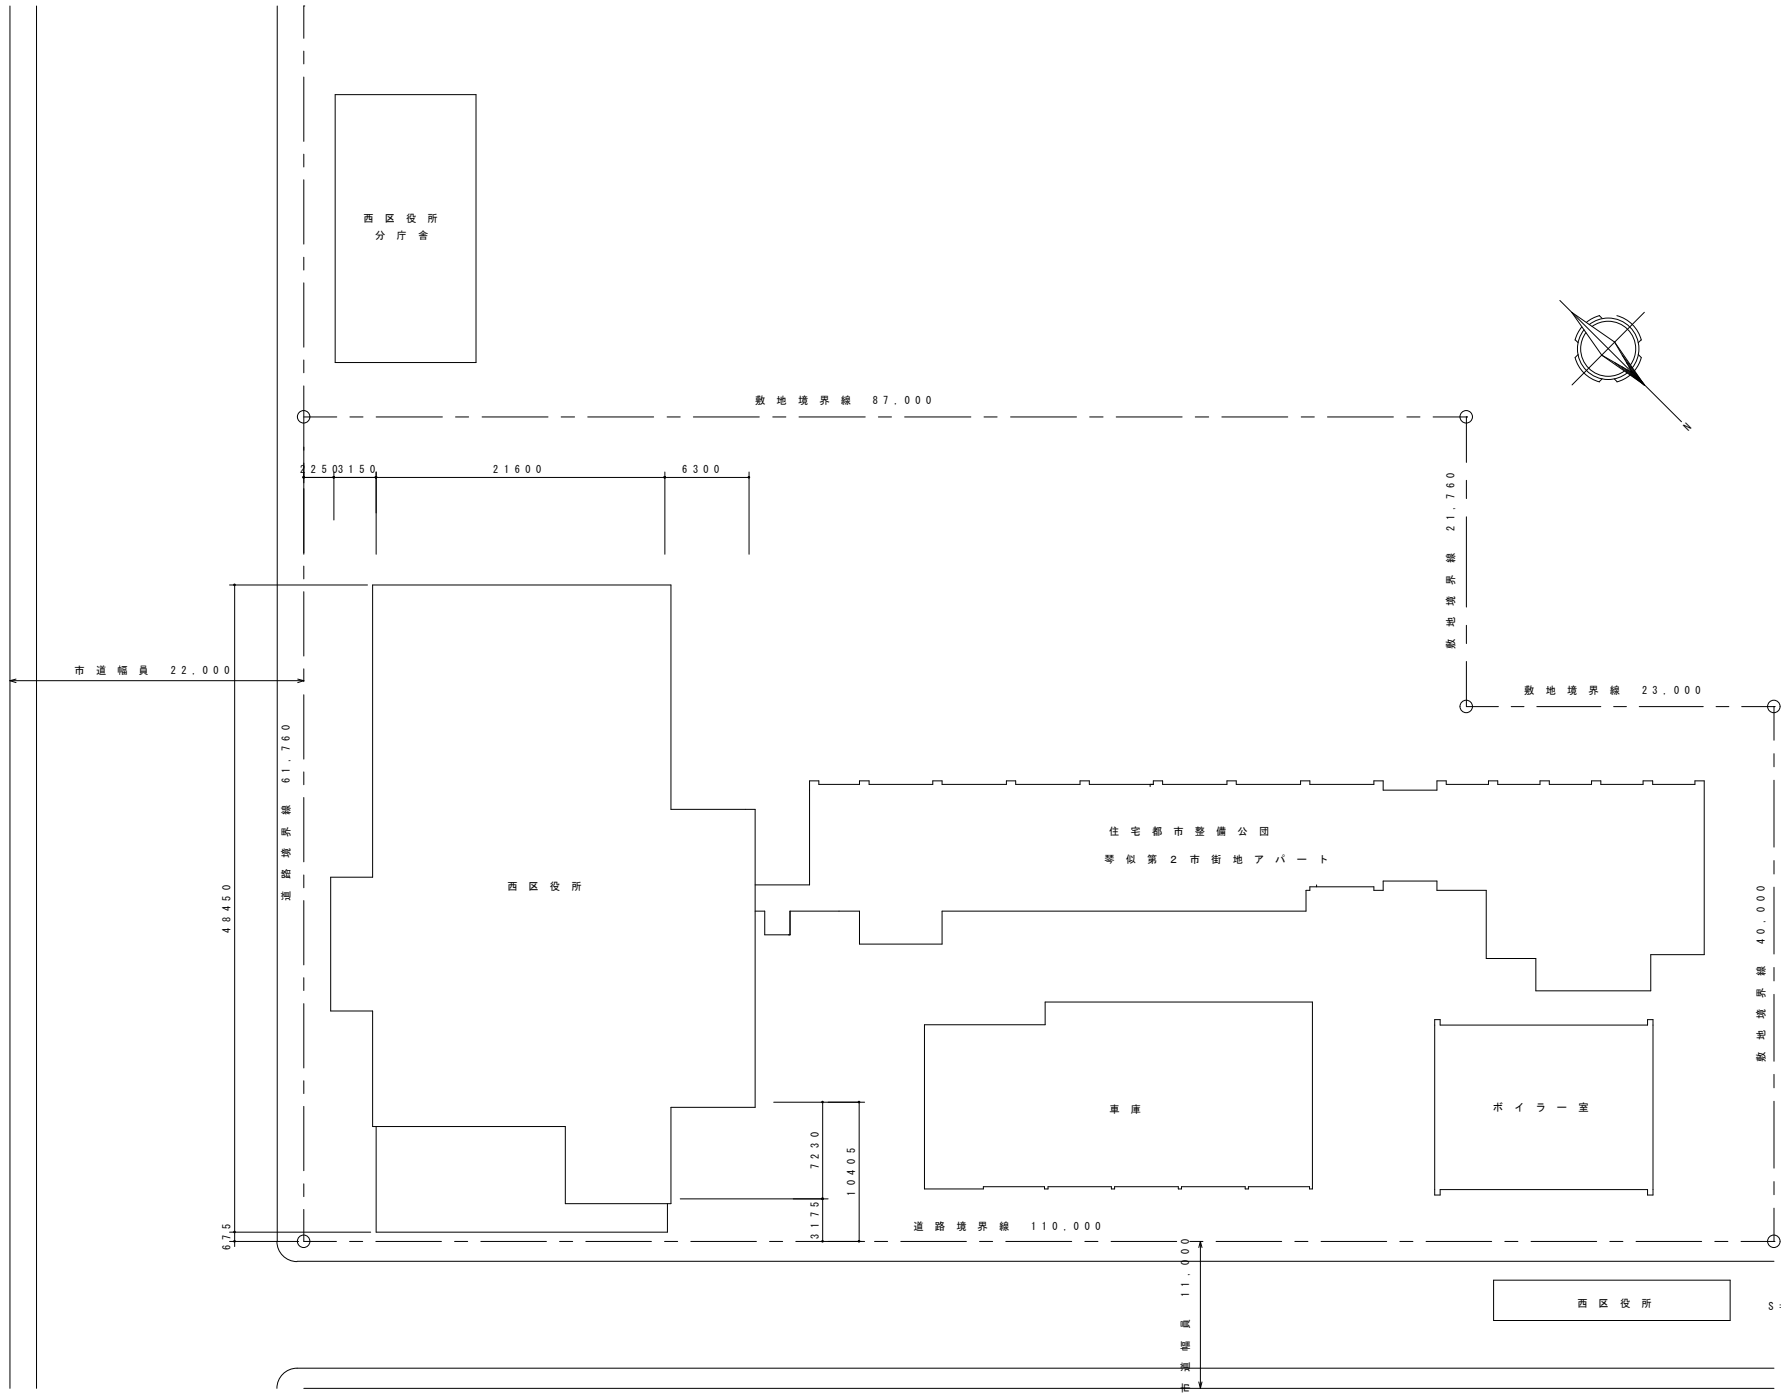 西区役所
分庁舎
敷地境界線 87,000
2250
3150
21600
6300
敷地境界線 21,760
N
市道幅員 22,000
敷地境界線 23,000
道路境界線 61,760
住宅都市整備公団
琴似第2市街地アパート
西区役所
48450
敷地境界線 40,000
車庫
ボイラー室
7230
10405
3175
675
道路境界線 110,000
市道幅員 11,000
西区役所